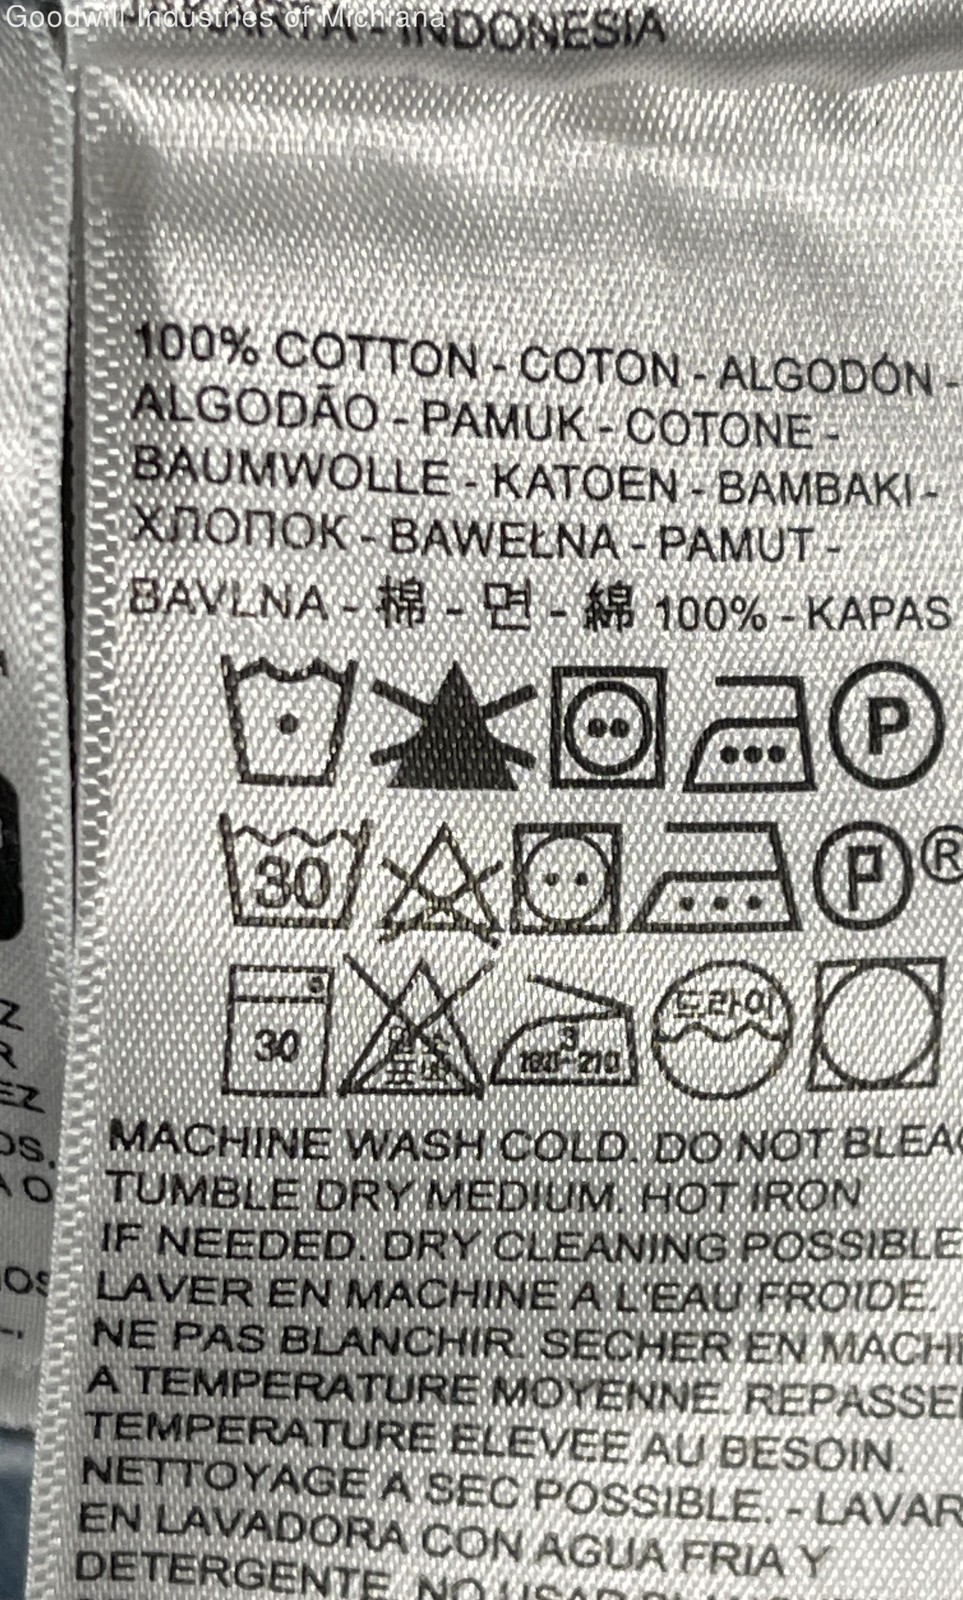 Goodwill Industries of Michiana
- INDONESIA
100% COTTON - COTON - ALGODÓN -
ALGODÃO - PAMUK - COTONE -
BAUMWOLLE - KATOEN - BAMBAKI -
ХЛОПОК - BAWEŁNA - PAMUT -
BAVLNA - 棉 - 면 - 綿 100% - KAPAS
P
30 P ®
30 3 드라이
MACHINE WASH COLD. DO NOT
TUMBLE DRY MEDIUM. HOT IRON
IF NEEDED. DRY CLEANING POSSIBLE
LAVER EN MACHINE A L'EAU FROIDE.
NE PAS BLANCHIR. SECHER EN
A TEMPERATURE MOYENNE.
TEMPERATURE ELEVEE AU BESOIN.
NETTOYAGE A SEC POSSIBLE. - LAVAR
EN LAVADORA CON AGUA FRIA Y
DETERGENTE. NO USAR